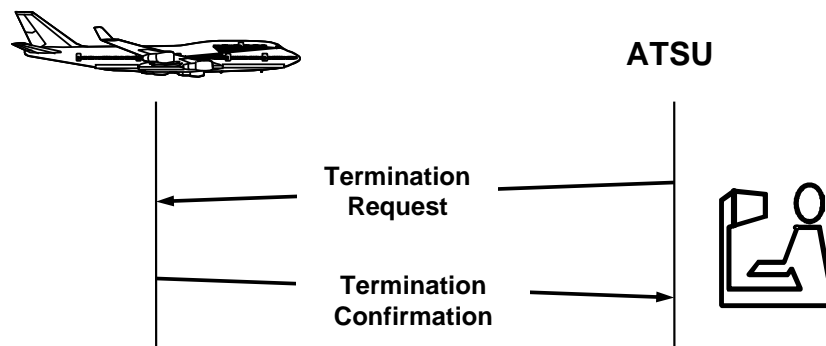 ATSU
Termination
Request
Termination
Confirmation